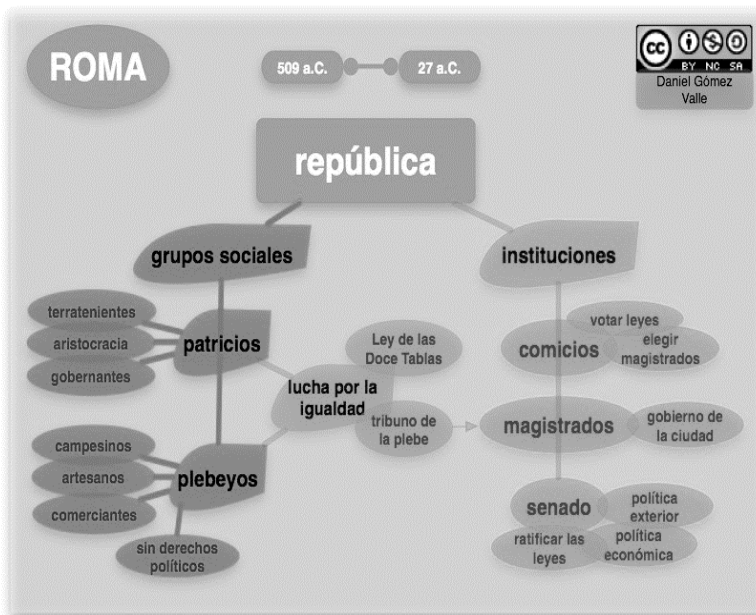 ROMA
509 a.C.
27 a.C.
cc
BY NC SA
Daniel Gómez
Valle
república
grupos sociales
instituciones
terratenientes
aristocracia
gobernantes
patricios
Ley de las
Doce Tablas
lucha por la
igualdad
tribuno de
la plebe
campesinos
artesanos
comerciantes
plebeyos
sin derechos
políticos
comicios
votar leyes
elegir
magistrados
magistrados
gobierno de
la ciudad
senado
política
exterior
ratificar las
leyes
política
económica